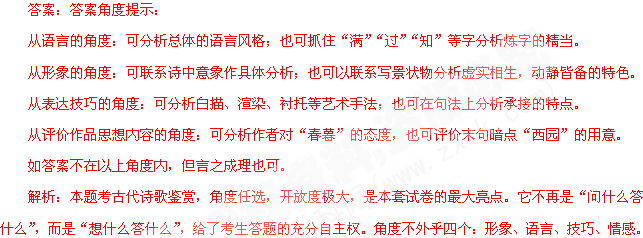 答案：答案角度提示：
从语言的角度：可分析总体的语言风格；也可抓住“满”“过”“知”等字分析炼字的精当。
从形象的角度：可联系诗中意象作具体分析；也可以联系写景状物分析虚实相生，动静皆备的特色。
从表达技巧的角度：可分析白描、渲染、衬托等艺术手法；也可在句法上分析承接的特点。
从评价作品思想内容的角度：可分析作者对“春暮”的态度，也可评价末句暗点“西园”的用意。
如答案不在以上角度内，但言之成理也可。
解析：本题考古代诗歌鉴赏，角度任选，开放度极大，是本套试卷的最大亮点。它不再是“问什么答
什么”，而是“想什么答什么”，给了考生答题的充分自主权。角度不外乎四个：形象、语言、技巧、情感。